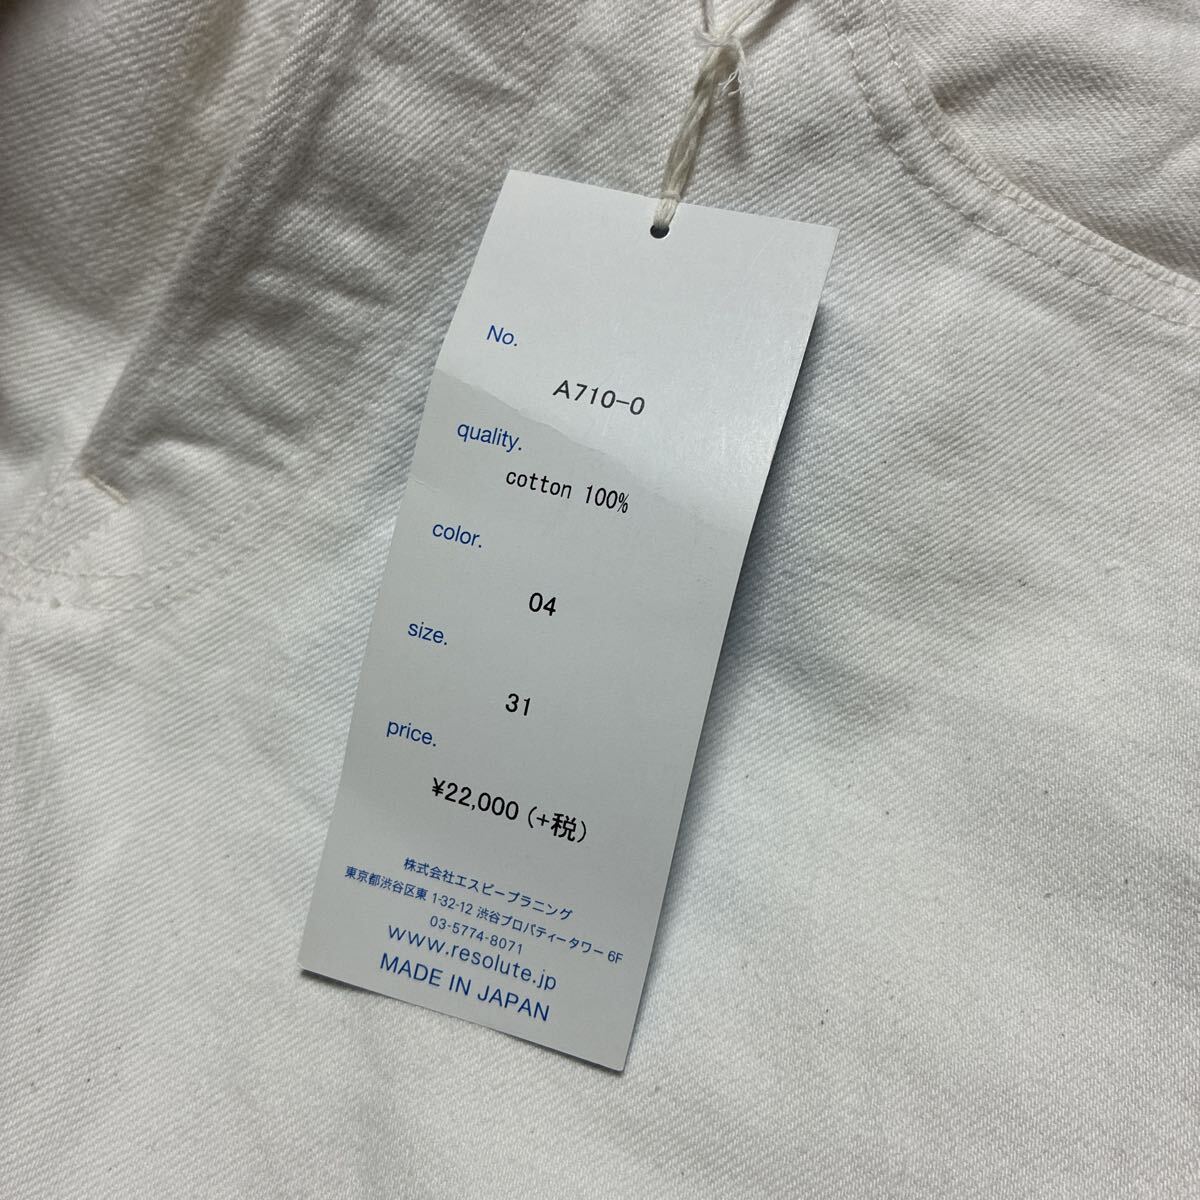 No.
A710-0
quality.
cotton 100%
color.
04
size.
31
price.
¥22,000(+税)
株式会社エスピープラニング
東京都渋谷区東 1-32-12 渋谷プロパティータワー 6F
03-5774-8071
www.resolute.jp
MADE IN JAPAN